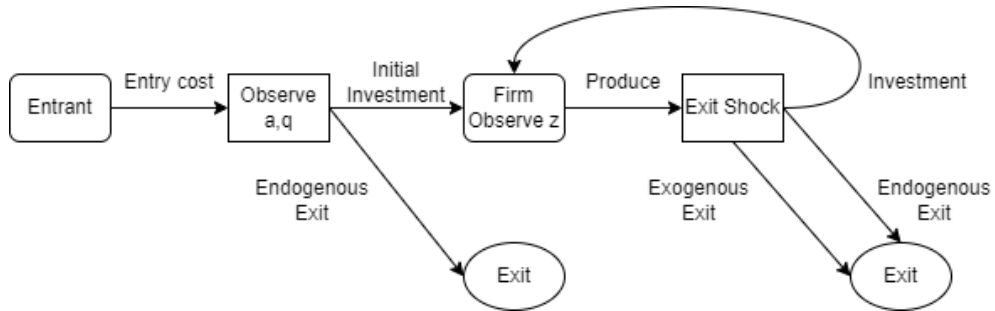 Entrant
Entry cost
Observe
a,q
Initial
Investment
Endogenous
Exit
Exit
Firm
Observe z
Produce
Exit Shock
Investment
Exogenous
Exit
Endogenous
Exit
Exit